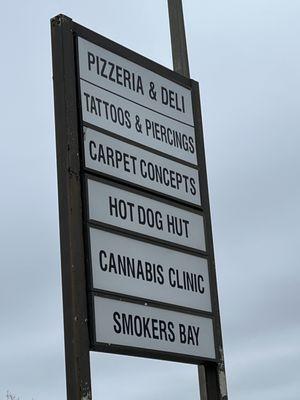 PIZZERIA & DELI
TATTOOS & PIERCINGS
CARPET CONCEPTS
HOT DOG HUT
CANNABIS CLINIC
SMOKERS BAY